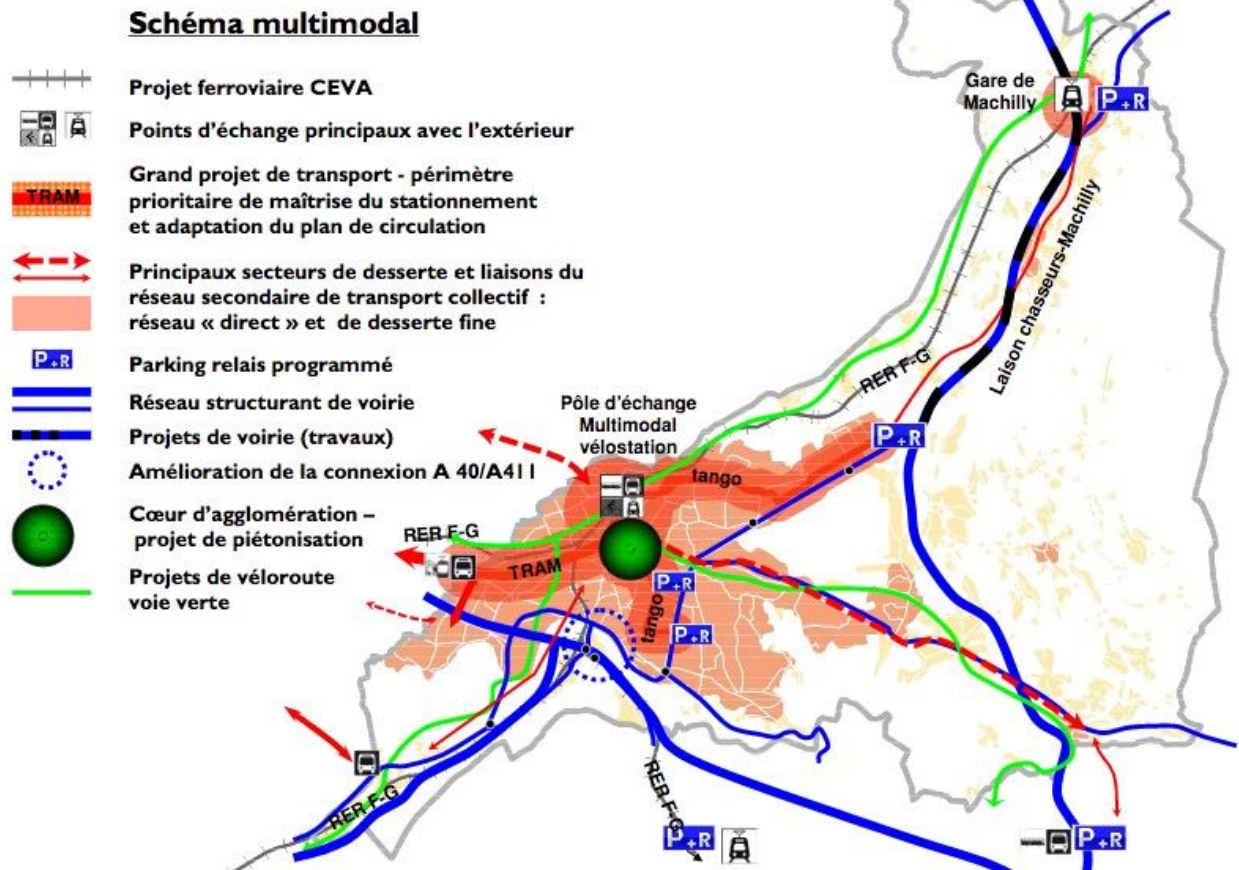 Schéma multimodal
Projet ferroviaire CEVA
Points d'échange principaux avec l'extérieur
TRAM
Grand projet de transport - périmètre
prioritaire de maîtrise du stationnement
et adaptation du plan de circulation
Principaux secteurs de desserte et liaisons du
réseau secondaire de transport collectif :
réseau « direct » et de desserte fine
P+R
Parking relais programmé
Réseau structurant de voirie
Projets de voirie (travaux)
Amélioration de la connexion A 40/A411
Cœur d'agglomération –
projet de piétonisation
Projets de véloroute
voie verte
Gare de
Machilly
P+R
Laison chasseurs-Machilly
RER F-G
Pôle d'échange
Multimodal
vélostation
P+R
tango
RER F-G
TRAM
P+R
tango
P+R
RER F-G
RER F-G
P+R
P+R